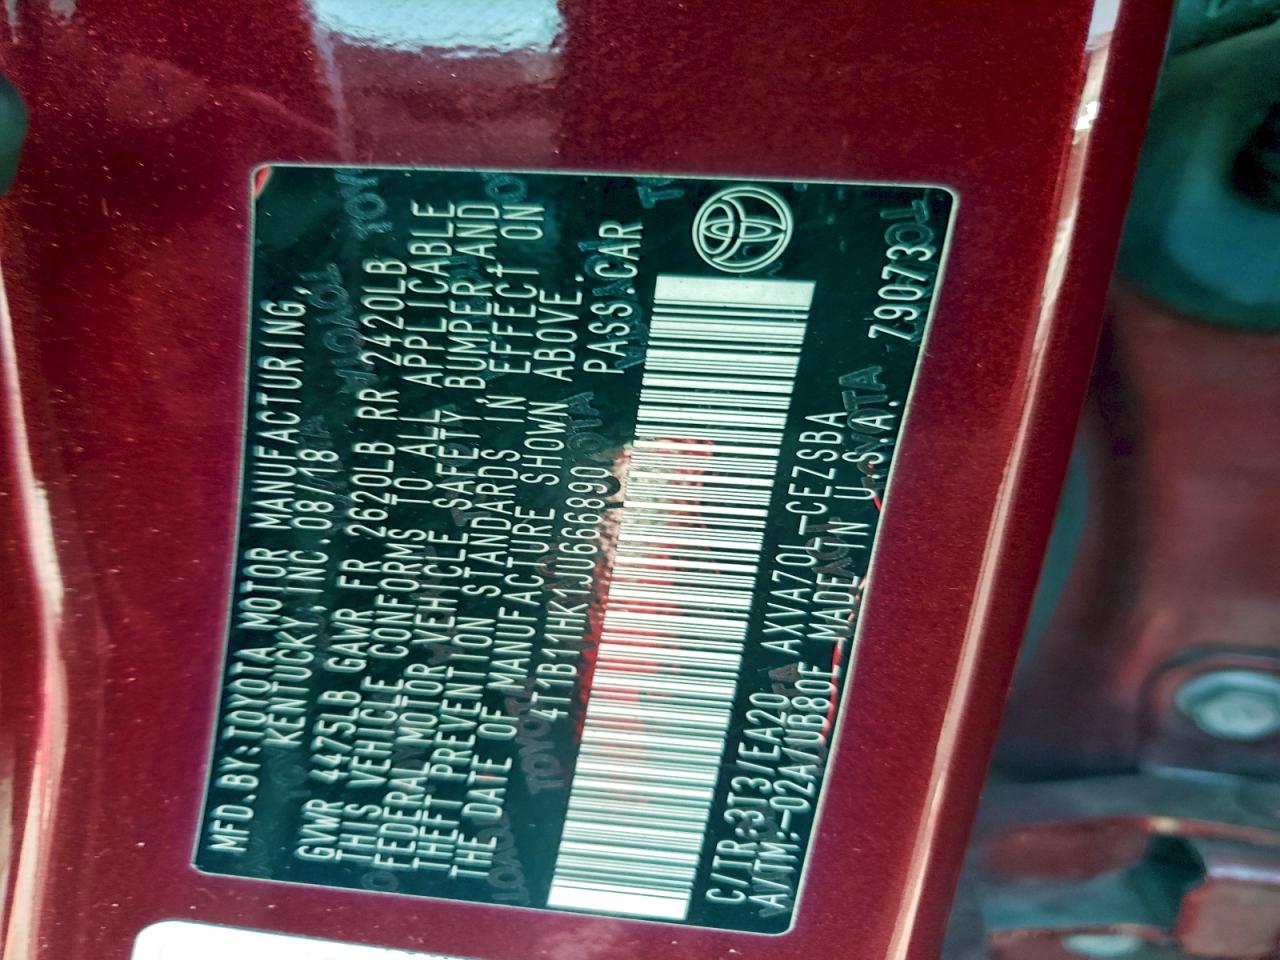 MFD.BY:TOYOTA MOTOR MANUFACTURING,
KENTUCKY,INC.08/18
GVWR 4475LB GAWR FR 2620LB RR 2420LB
THIS VEHICLE CONFORMS TO ALL APPLICABLE
FEDERAL MOTOR VEHICLE SAFETY, BUMPER, AND
THEFT PREVENTION STANDARDS IN EFFECT ON
THE DATE OF MANUFACTURE SHOWN ABOVE.
4T1B11HK1JU666890 PASS.CAR
C/TR:3T3/EA20 AXVA70L-CEZSBA
A/TM:-02A/UB80F MADE IN U.S.A. Z9073